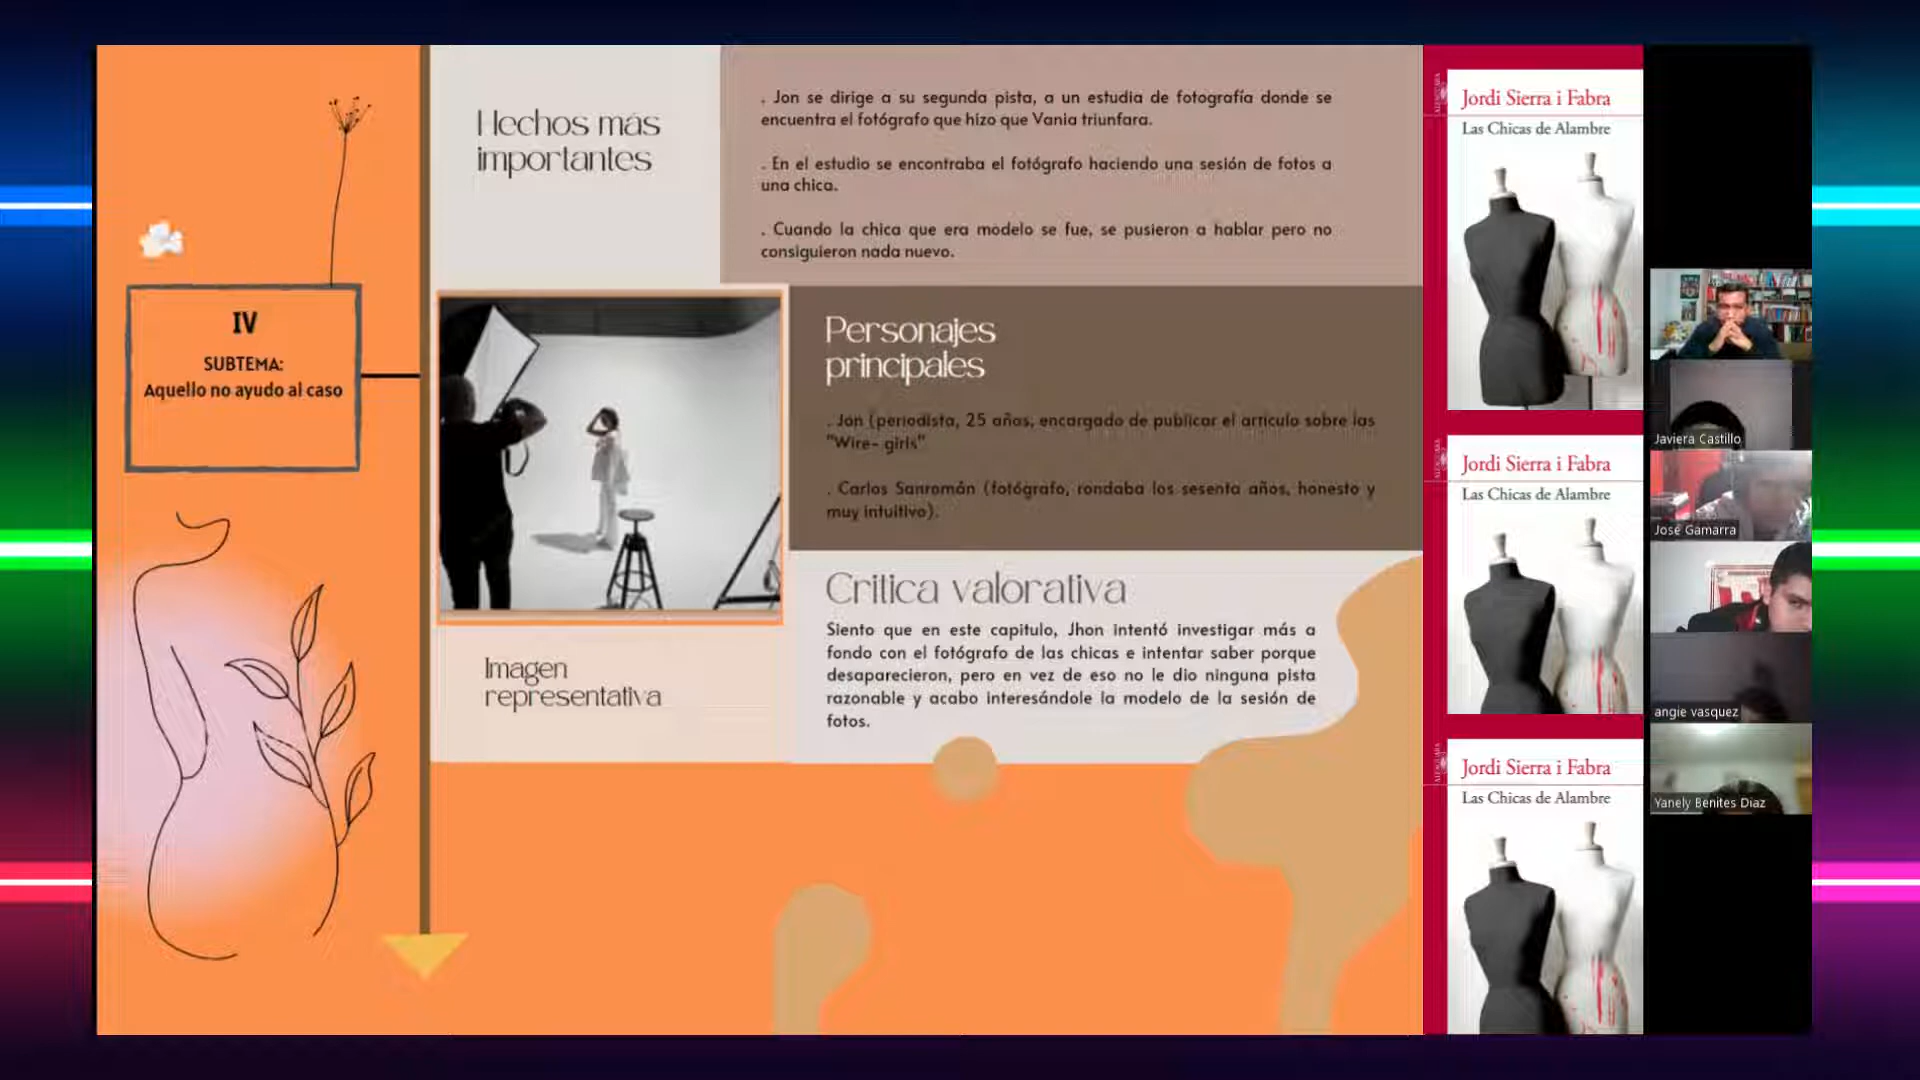 IV
SUBTEMA:
Aquello no ayudo al caso
Hechos más
importantes
. Jon se dirige a su segunda pista, a un estudia de fotografía donde se
encuentra el fotógrafo que hizo que Vania triunfara.
. En el estudio se encontraba el fotógrafo haciendo una sesión de fotos a
una chica.
. Cuando la chica que era modelo se fue, se pusieron a hablar pero no
consiguieron nada nuevo.
Personajes
principales
. Jon (periodista, 25 años, encargado de publicar el artículo sobre las
"Wire- girls"
. Carlos Sanromán (fotógrafo, rondaba los sesenta años, honesto y
muy intuitivo).
Imagen
representativa
Critica valorativa
Siento que en este capitulo, Jhon intentó investigar más a
fondo con el fotógrafo de las chicas e intentar saber porque
desaparecieron, pero en vez de eso no le dio ninguna pista
razonable y acabo interesándole la modelo de la sesión de
fotos.
Jordi Sierra i Fabra
Las Chicas de Alambre
Jordi Sierra i Fabra
Las Chicas de Alambre
Jordi Sierra i Fabra
Las Chicas de Alambre
Javiera Castillo
José Gamarra
angie vasquez
Yanely Benites Diaz